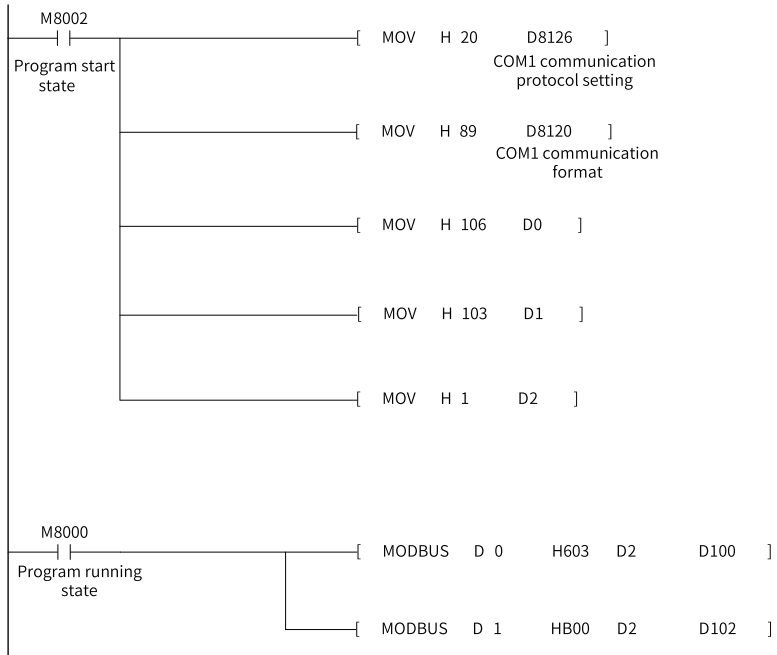 M8002
[ MOV H 20 D8126 ]
Program start
state
COM1 communication
protocol setting
[ MOV H 89 D8120 ]
COM1 communication
format
[ MOV H 106 D0 ]
[ MOV H 103 D1 ]
[ MOV H 1 D2 ]
M8000
[ MODBUS D 0 H603 D2 D100 ]
Program running
state
[ MODBUS D 1 HB00 D2 D102 ]